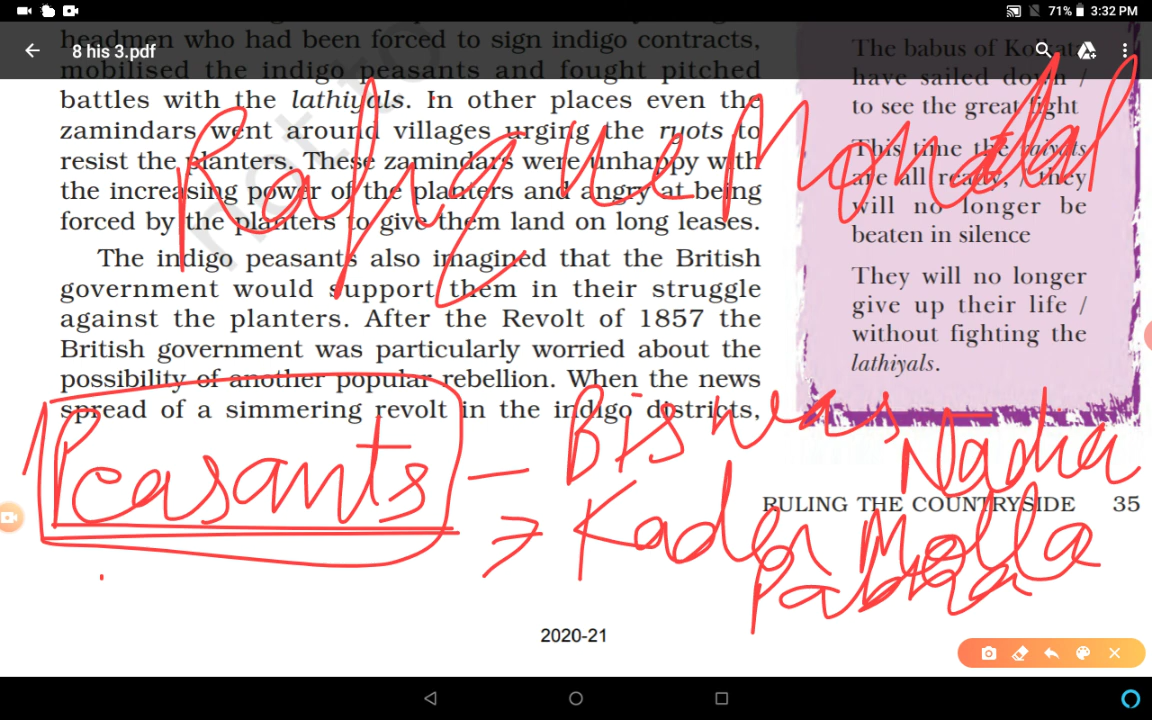 71% 3:32 PM
8 his 3.pdf
headmen who had been forced to sign indigo contracts,
mobilised the indigo peasants and fought pitched
battles with the lathiyals. In other places even the
zamindars went around villages urging the ryots to
resist the planters. These zamindars were unhappy with
the increasing power of the planters and angry at being
forced by the planters to give them land on long leases.
The indigo peasants also imagined that the British
government would support them in their struggle
against the planters. After the Revolt of 1857 the
British government was particularly worried about the
possibility of another popular rebellion. When the news
spread of a simmering revolt in the indigo districts,
The babus of Kolkata
have sailed down /
to see the great fight
This time the raiyats
are all ready, / they
will no longer be
beaten in silence
They will no longer
give up their life /
without fighting the
lathiyals.
Mondal
Peasants - Biswas Nadia
Kader Molla
Pabna
RULING THE COUNTRYSIDE 35
2020-21